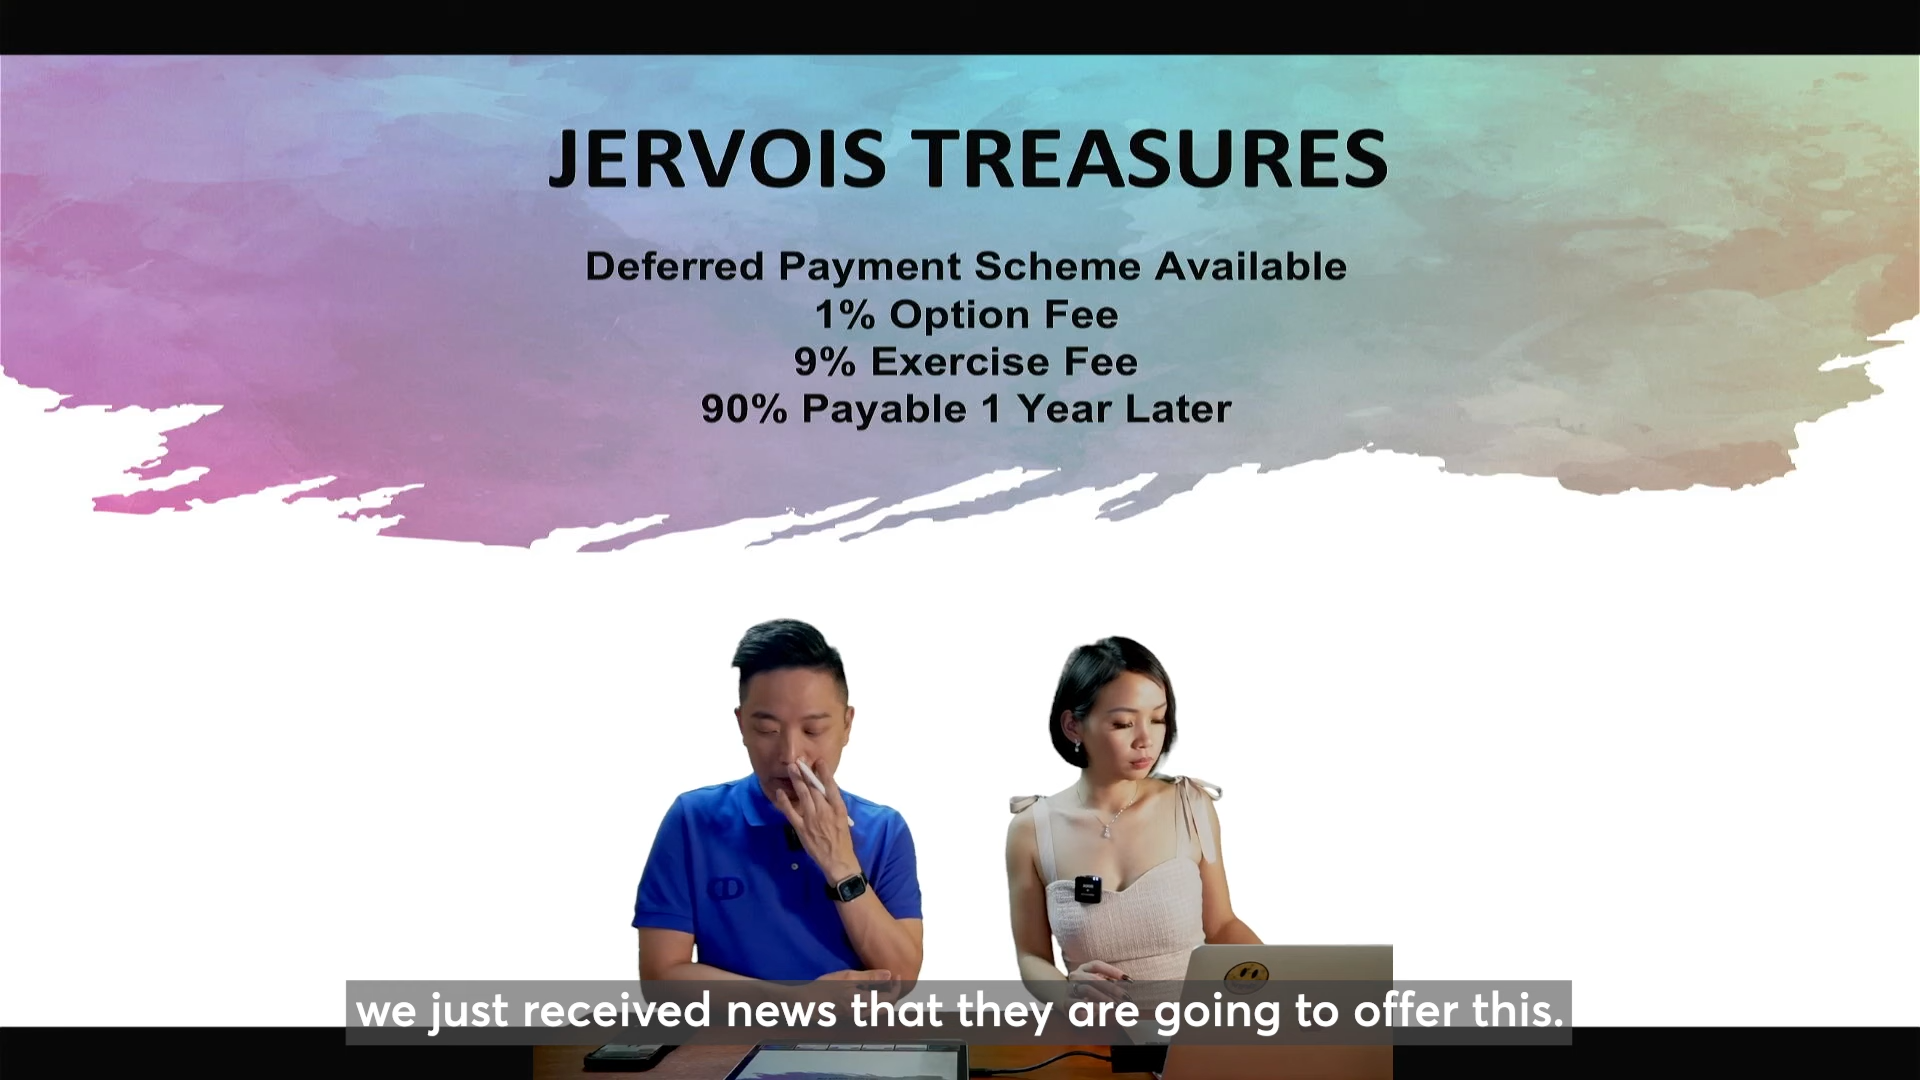 JERVOIS TREASURES
Deferred Payment Scheme Available
1% Option Fee
9% Exercise Fee
90% Payable 1 Year Later
we just received news that they are going to offer this.